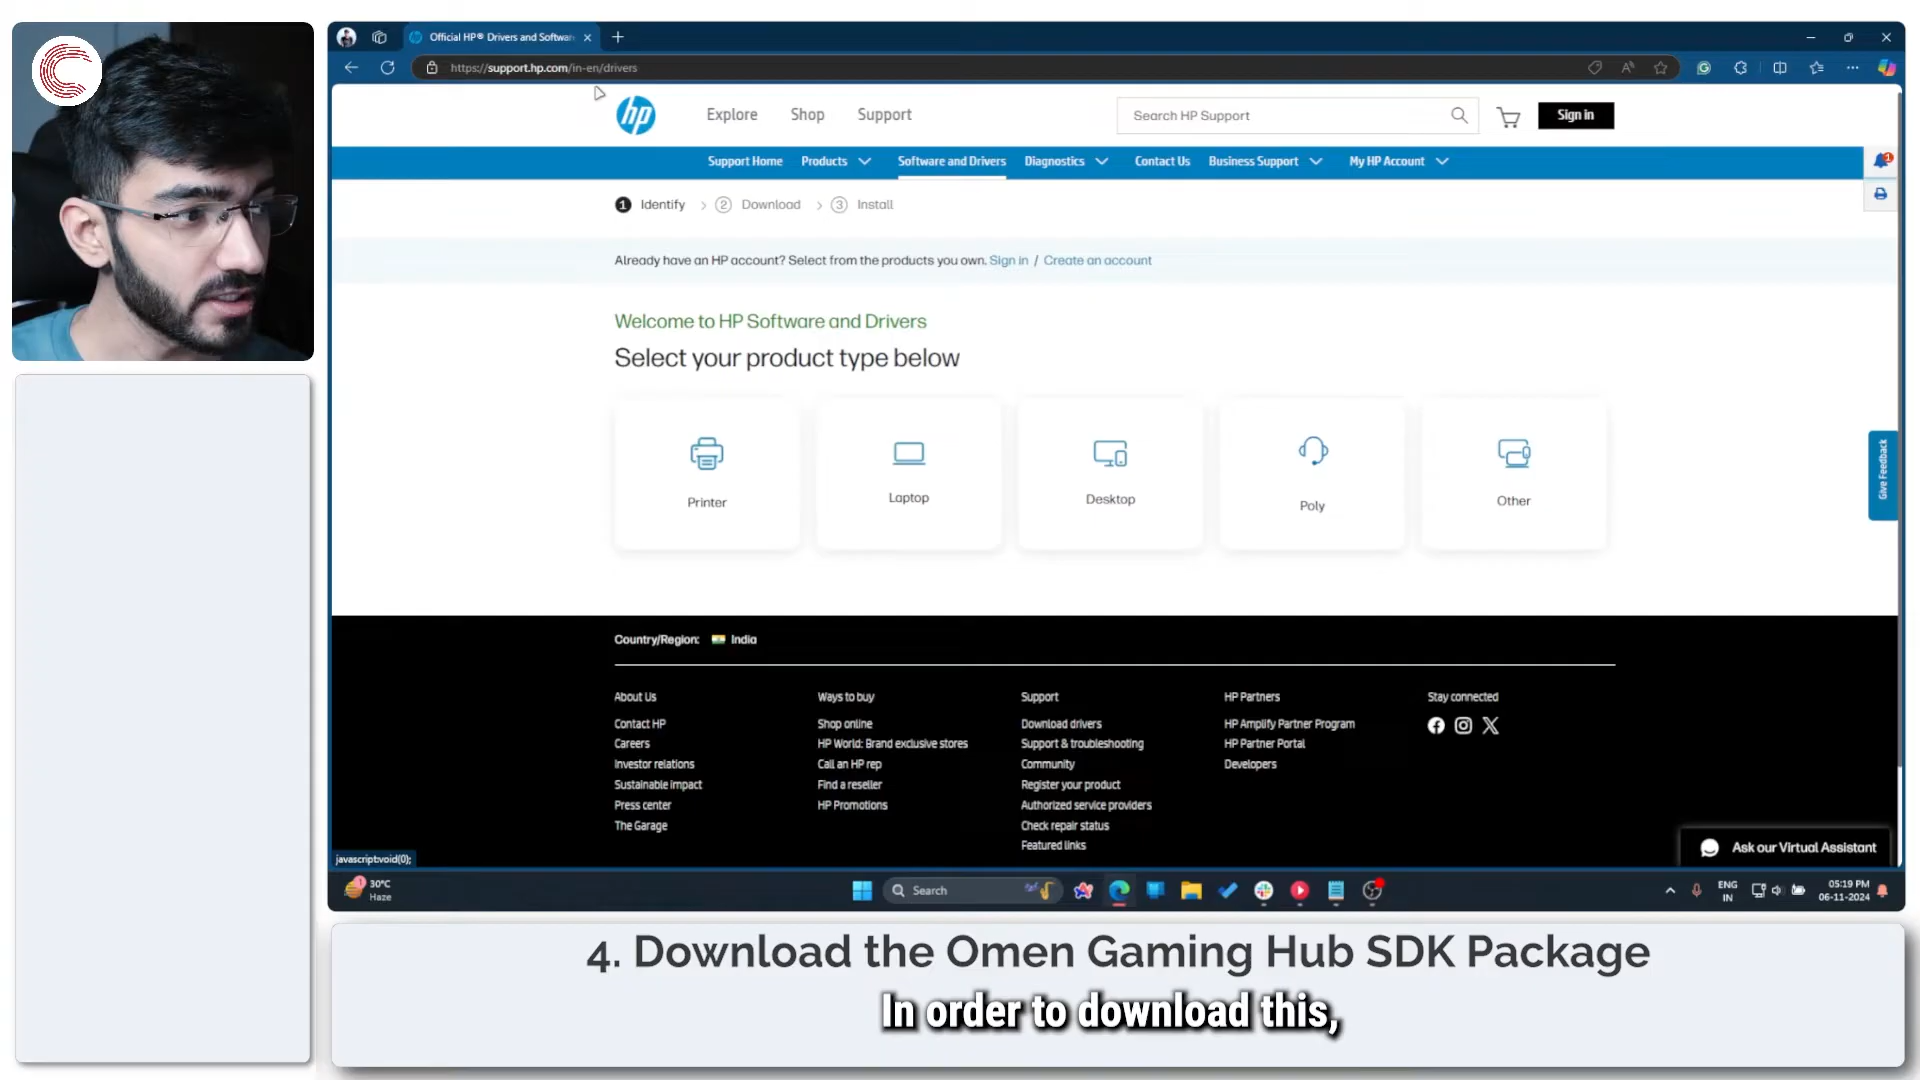 Official HP® Drivers and Softwar
https://support.hp.com/in-en/drivers
hp
Explore
Shop
Support
Search HP Support
Sign in
Support Home
Products
Software and Drivers
Diagnostics
Contact Us
Business Support
My HP Account
1 Identify
2 Download
3 Install
Already have an HP account? Select from the products you own. Sign in / Create an account
Welcome to HP Software and Drivers
Select your product type below
Printer
Laptop
Desktop
Poly
Other
Give Feedback
Country/Region: India
About Us
Contact HP
Careers
Investor relations
Sustainable impact
Press center
The Garage
Ways to buy
Shop online
HP World: Brand exclusive stores
Call an HP rep
Find a reseller
HP Promotions
Support
Download drivers
Support & troubleshooting
Community
Register your product
Authorized service providers
Check repair status
Featured links
HP Partners
HP Amplify Partner Program
HP Partner Portal
Developers
Stay connected
Ask our Virtual Assistant
javascript:void(0);
1
30°C
Haze
Search
ENG
IN
05:19 PM
06-11-2024
4. Download the Omen Gaming Hub SDK Package
In order to download this,